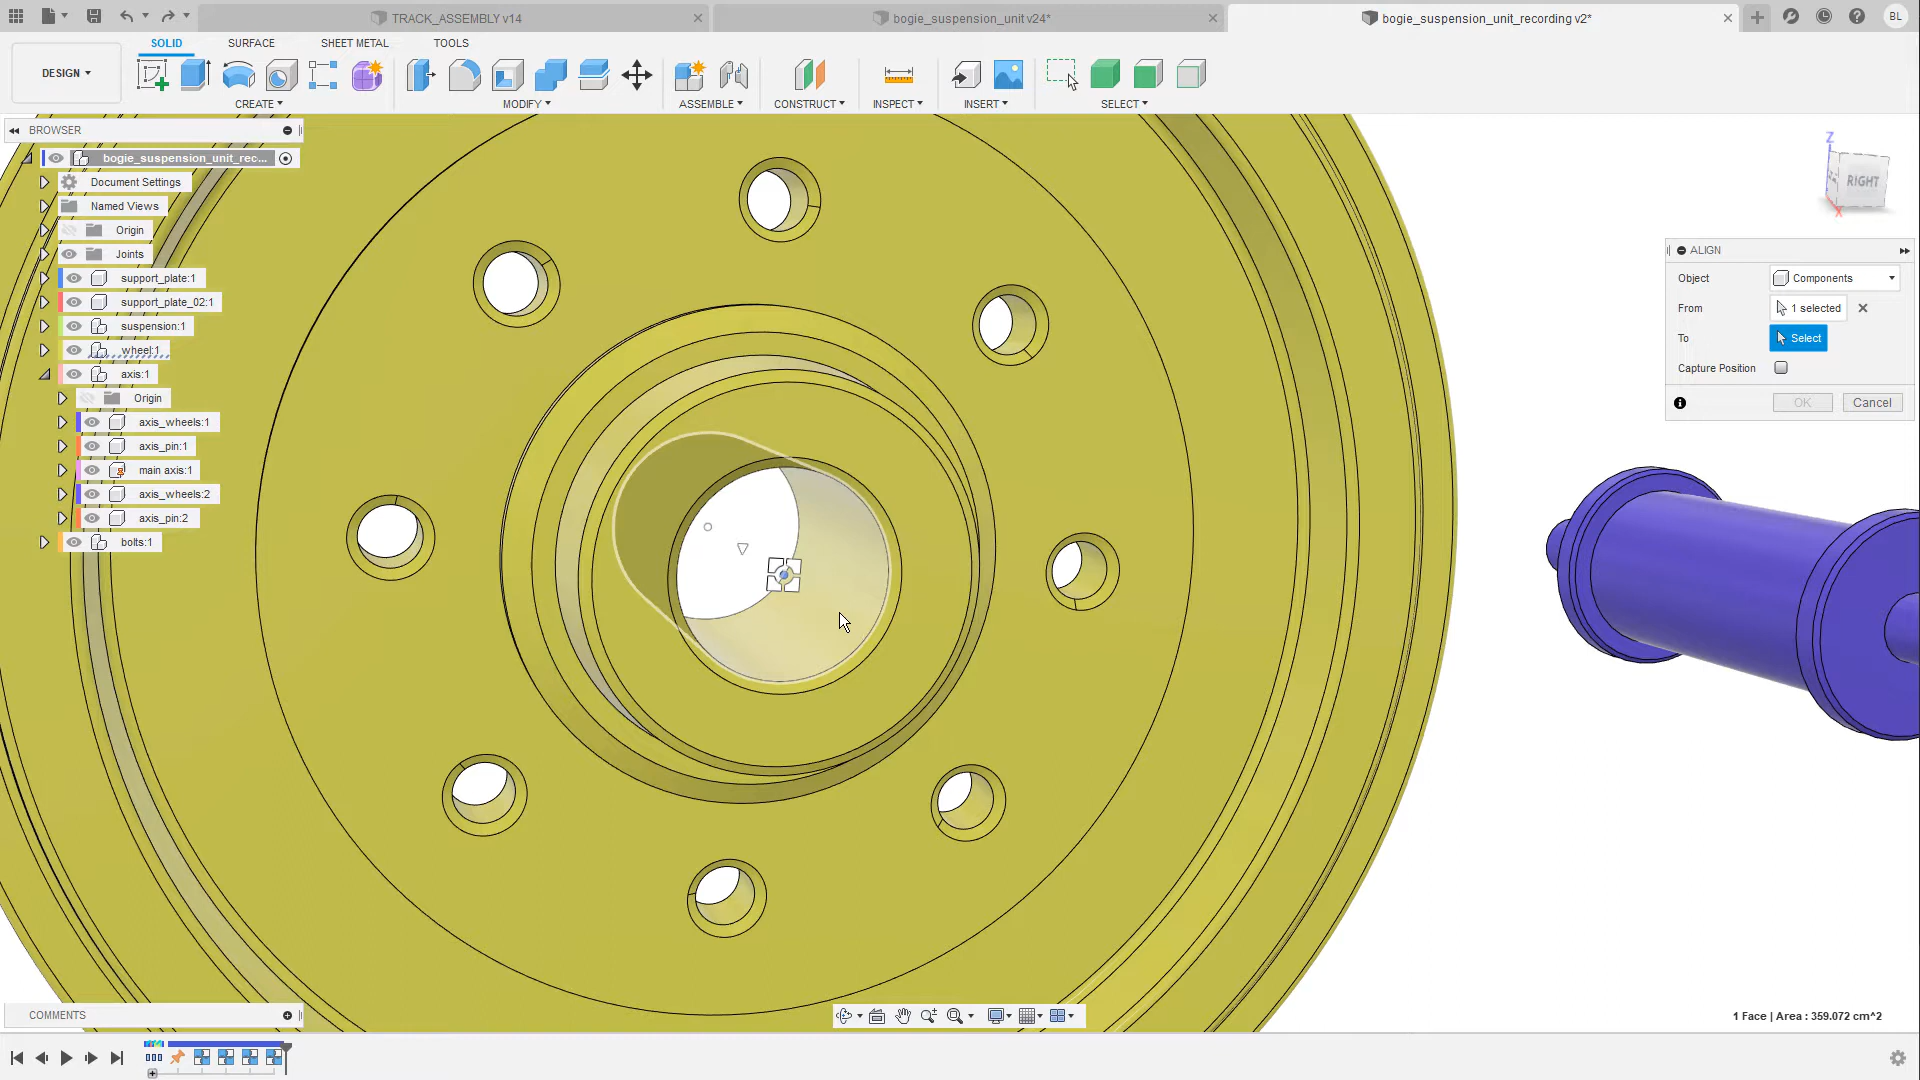 TRACK_ASSEMBLY v14
bogie_suspension_unit v24*
bogie_suspension_unit_recording v2*
BL
DESIGN
SOLID
SURFACE
SHEET METAL
TOOLS
CREATE
MODIFY
ASSEMBLE
CONSTRUCT
INSPECT
INSERT
SELECT
BROWSER
bogie_suspension_unit_rec...
Document Settings
Named Views
Origin
Joints
support_plate:1
support_plate_02:1
suspension:1
wheel:1
axis:1
Origin
axis_wheels:1
axis_pin:1
main axis:1
axis_wheels:2
axis_pin:2
bolts:1
Z
RIGHT
X
ALIGN
Object
Components
From
1 selected
To
Select
Capture Position
OK
Cancel
COMMENTS
1 Face | Area : 359.072 cm^2